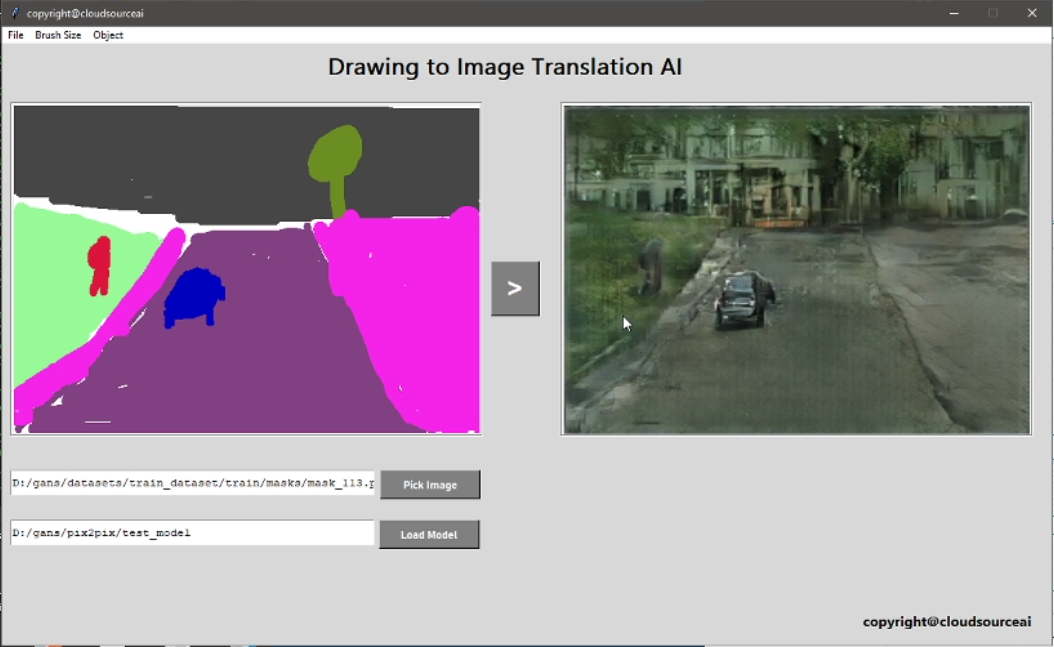 copyright@cloudsourceai
File Brush Size Object
Drawing to Image Translation AI
>
D:/gans/datasets/train_dataset/train/masks/mask_113.p
Pick Image
D:/gans/pix2pix/test_model
Load Model
copyright@cloudsourceai